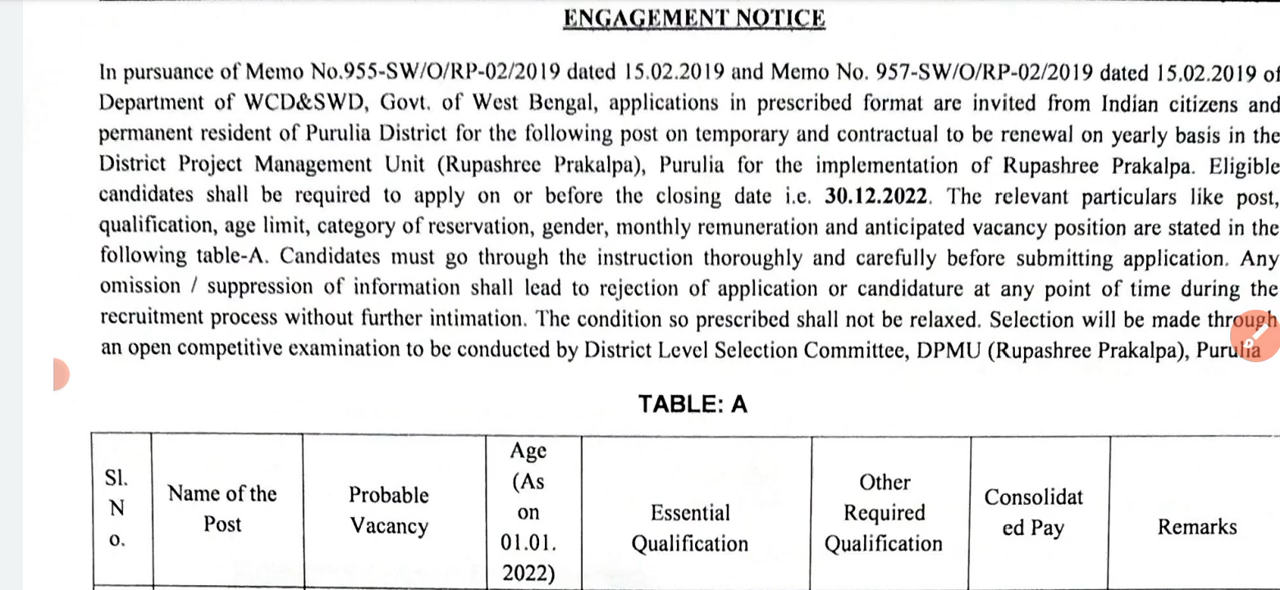 ENGAGEMENT NOTICE
In pursuance of Memo No.955-SW/O/RP-02/2019 dated 15.02.2019 and Memo No. 957-SW/O/RP-02/2019 dated 15.02.2019 of
Department of WCD&SWD, Govt. of West Bengal, applications in prescribed format are invited from Indian citizens and
permanent resident of Purulia District for the following post on temporary and contractual to be renewal on yearly basis in the
District Project Management Unit (Rupashree Prakalpa), Purulia for the implementation of Rupashree Prakalpa. Eligible
candidates shall be required to apply on or before the closing date i.e. 30.12.2022. The relevant particulars like post,
qualification, age limit, category of reservation, gender, monthly remuneration and anticipated vacancy position are stated in the
following table-A. Candidates must go through the instruction thoroughly and carefully before submitting application. Any
omission / suppression of information shall lead to rejection of application or candidature at any point of time during the
recruitment process without further intimation. The condition so prescribed shall not be relaxed. Selection will be made through
an open competitive examination to be conducted by District Level Selection Committee, DPMU (Rupashree Prakalpa), Purulia
TABLE: A
Sl.
N
o.
Name of the
Post
Probable
Vacancy
Age
(As
on
01.01.
2022)
Essential
Qualification
Other
Required
Qualification
Consolidat
ed Pay
Remarks